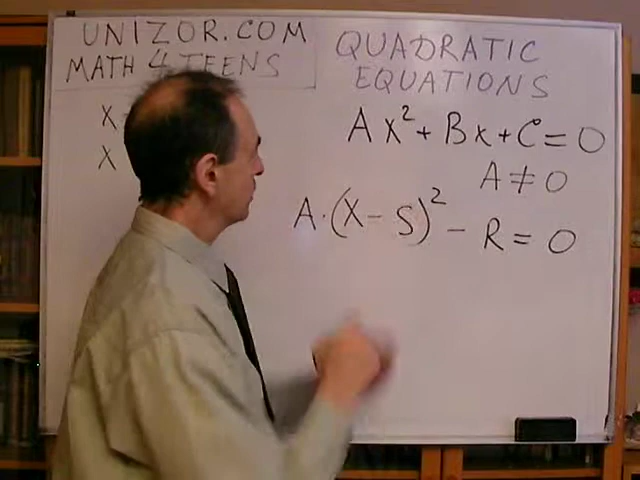 UNIZOR.COM
MATH 4 TEENS
QUADRATIC
EQUATIONS
X
X
Ax²+Bx+C=0
A≠0
A·(X-S)²-R=0